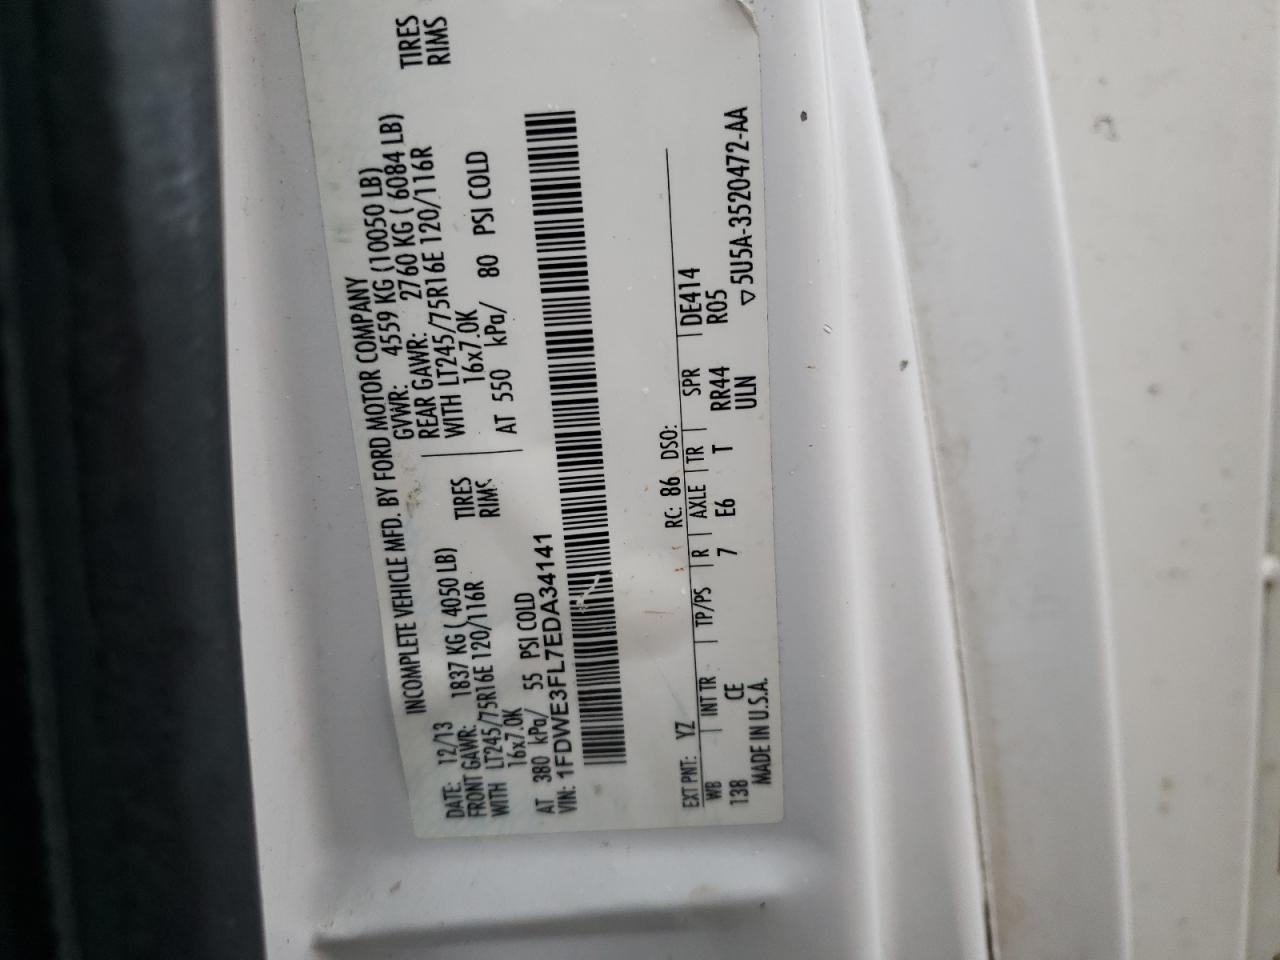 INCOMPLETE VEHICLE MFD. BY FORD MOTOR COMPANY
DATE: 12/13 GVWR: 4559 KG (10050 LB)
FRONT GAWR: 1837 KG ( 4050 LB) REAR GAWR: 2760 KG ( 6084 LB)
WITH LT245/75R16E 120/116R TIRES WITH LT245/75R16E 120/116R TIRES
16x7.0K RIMS 16x7.0K RIMS
AT 380 kPa/ 55 PSI COLD AT 550 kPa/ 80 PSI COLD
VIN: 1FDWE3FL7EDA34141
EXT PNT: YZ RC: 86 DSO:
WB INT TR TP/PS R AXLE TR SPR DE414
138 CE 7 E6 T RR44 R05
MADE IN U.S.A. ULN ▽5U5A-3520472-AA